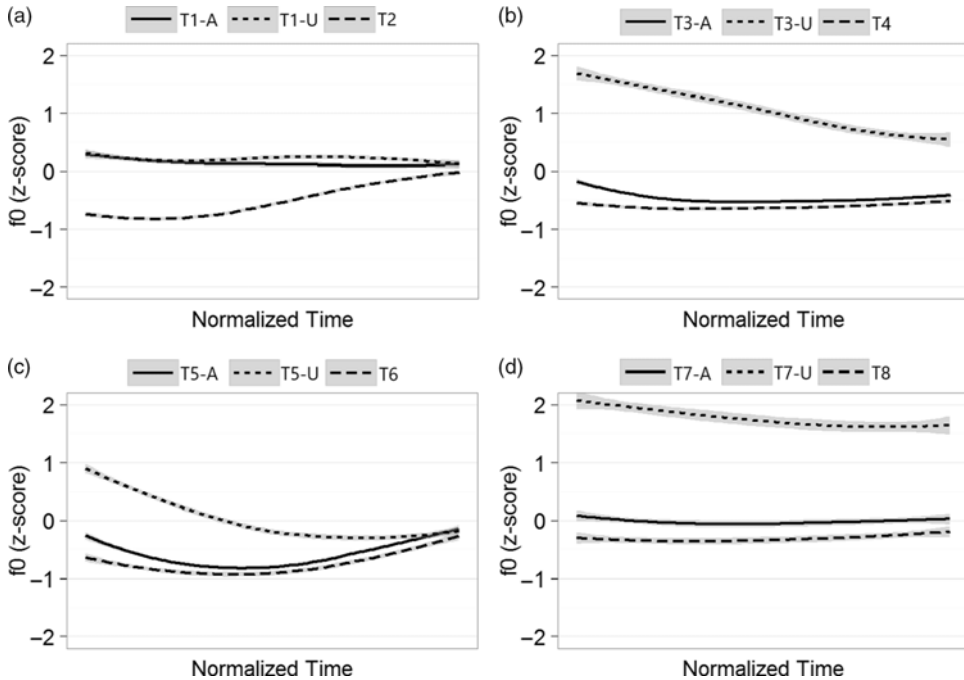 (a) T1-A T1-U T2
2
1
0
−1
−2
f0 (z-score)
Normalized Time
(b) T3-A T3-U T4
2
1
0
−1
−2
f0 (z-score)
Normalized Time
(c) T5-A T5-U T6
2
1
0
−1
−2
f0 (z-score)
Normalized Time
(d) T7-A T7-U T8
2
1
0
−1
−2
f0 (z-score)
Normalized Time